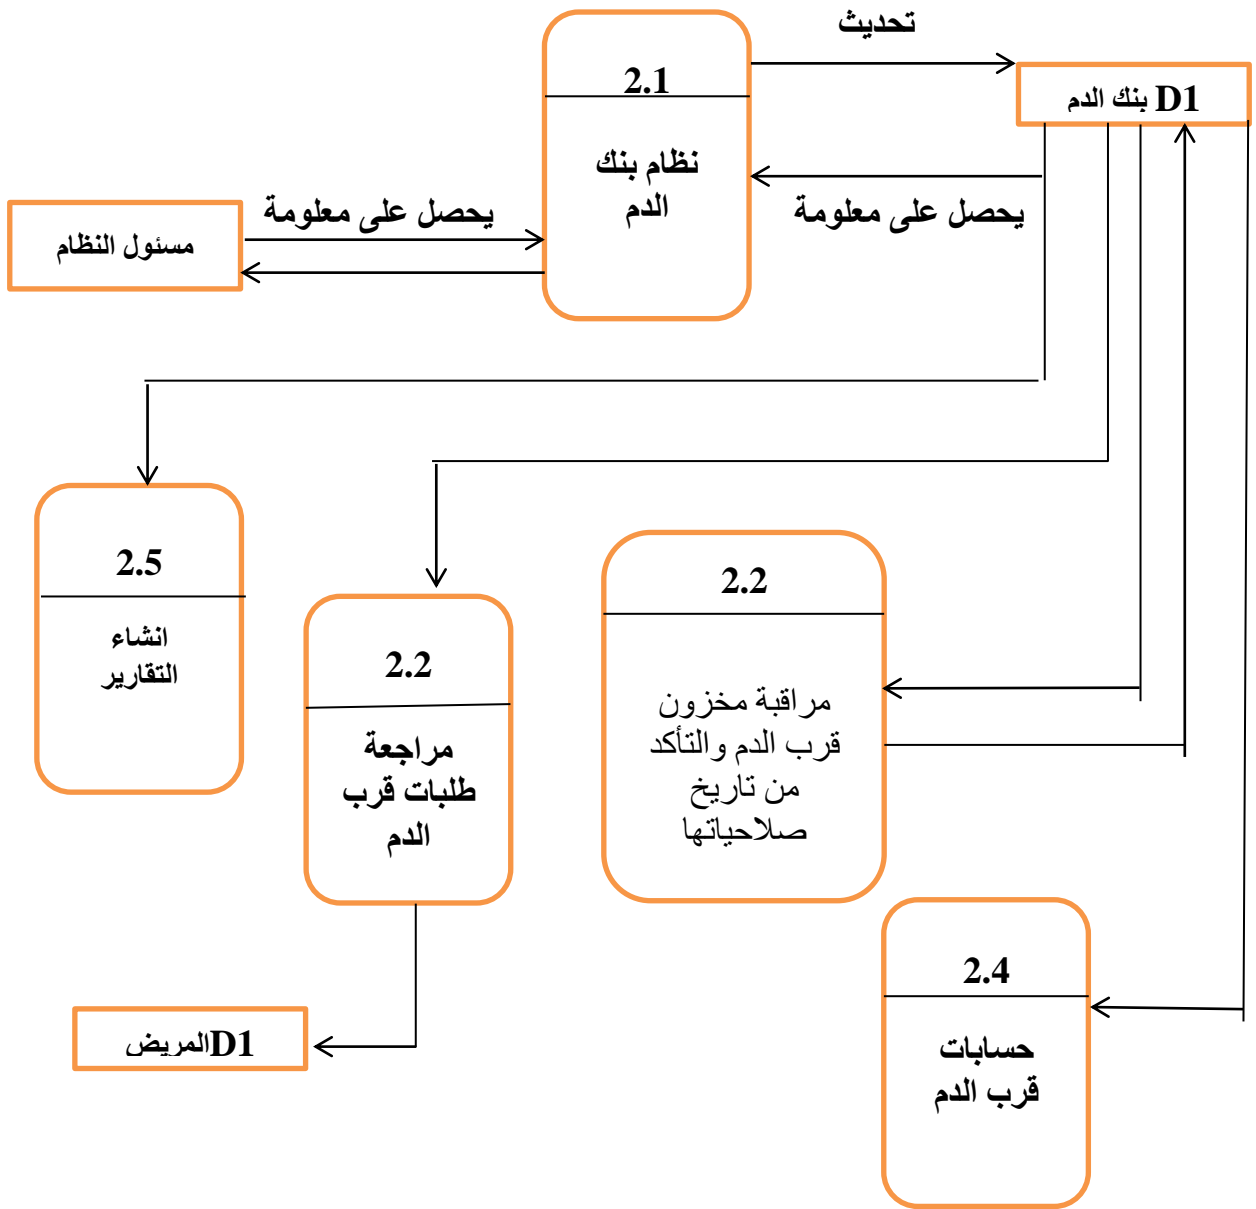 تحديث
2.1
D1 بنك الدم
نظام بنك
الدم
يحصل على معلومة
يحصل على معلومة
مسئول النظام
2.5
انشاء
التقارير
2.2
مراجعة
طلبات قرب
الدم
2.2
مراقبة مخزون
قرب الدم والتأكد
من تاريخ
صلاحياتها
2.4
حسابات
قرب الدم
D1المريض